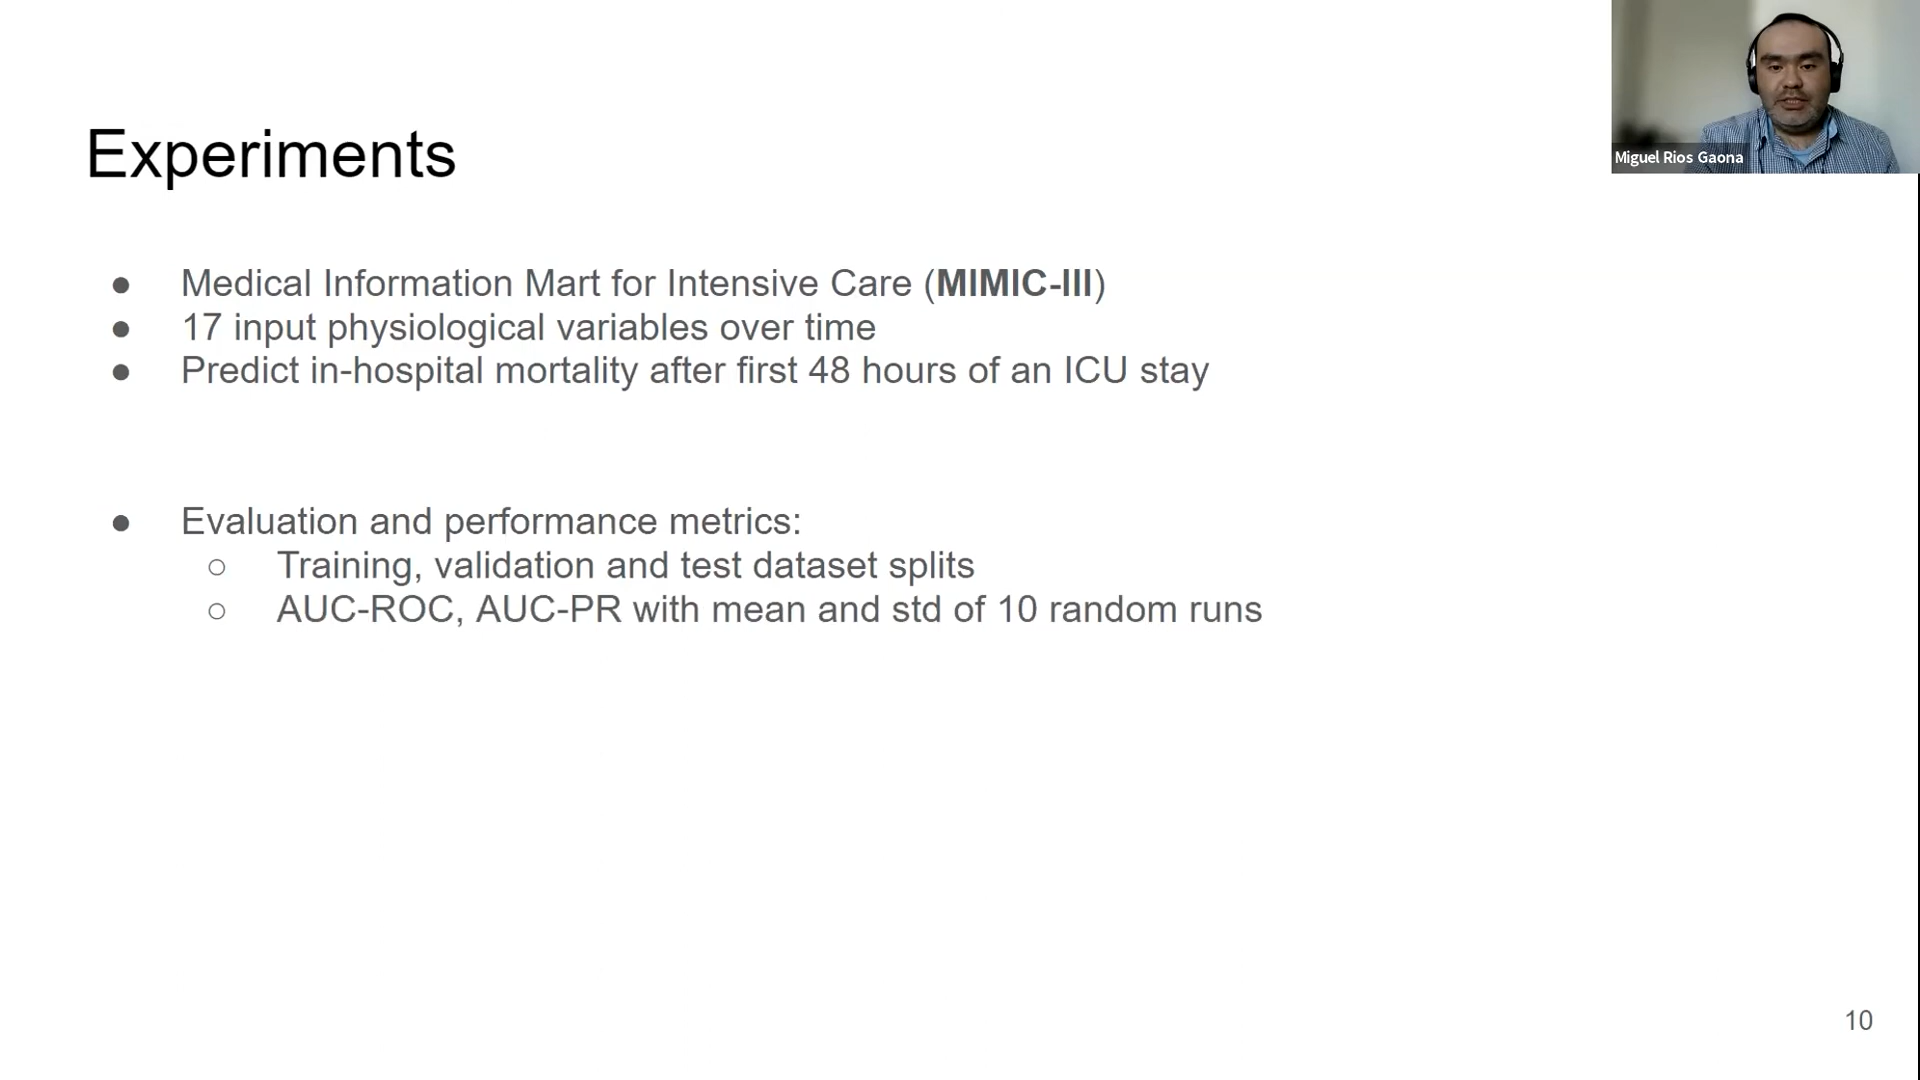 Experiments
Miguel Rios Gaona
● Medical Information Mart for Intensive Care (MIMIC-III)
● 17 input physiological variables over time
● Predict in-hospital mortality after first 48 hours of an ICU stay
● Evaluation and performance metrics:
○ Training, validation and test dataset splits
○ AUC-ROC, AUC-PR with mean and std of 10 random runs
10